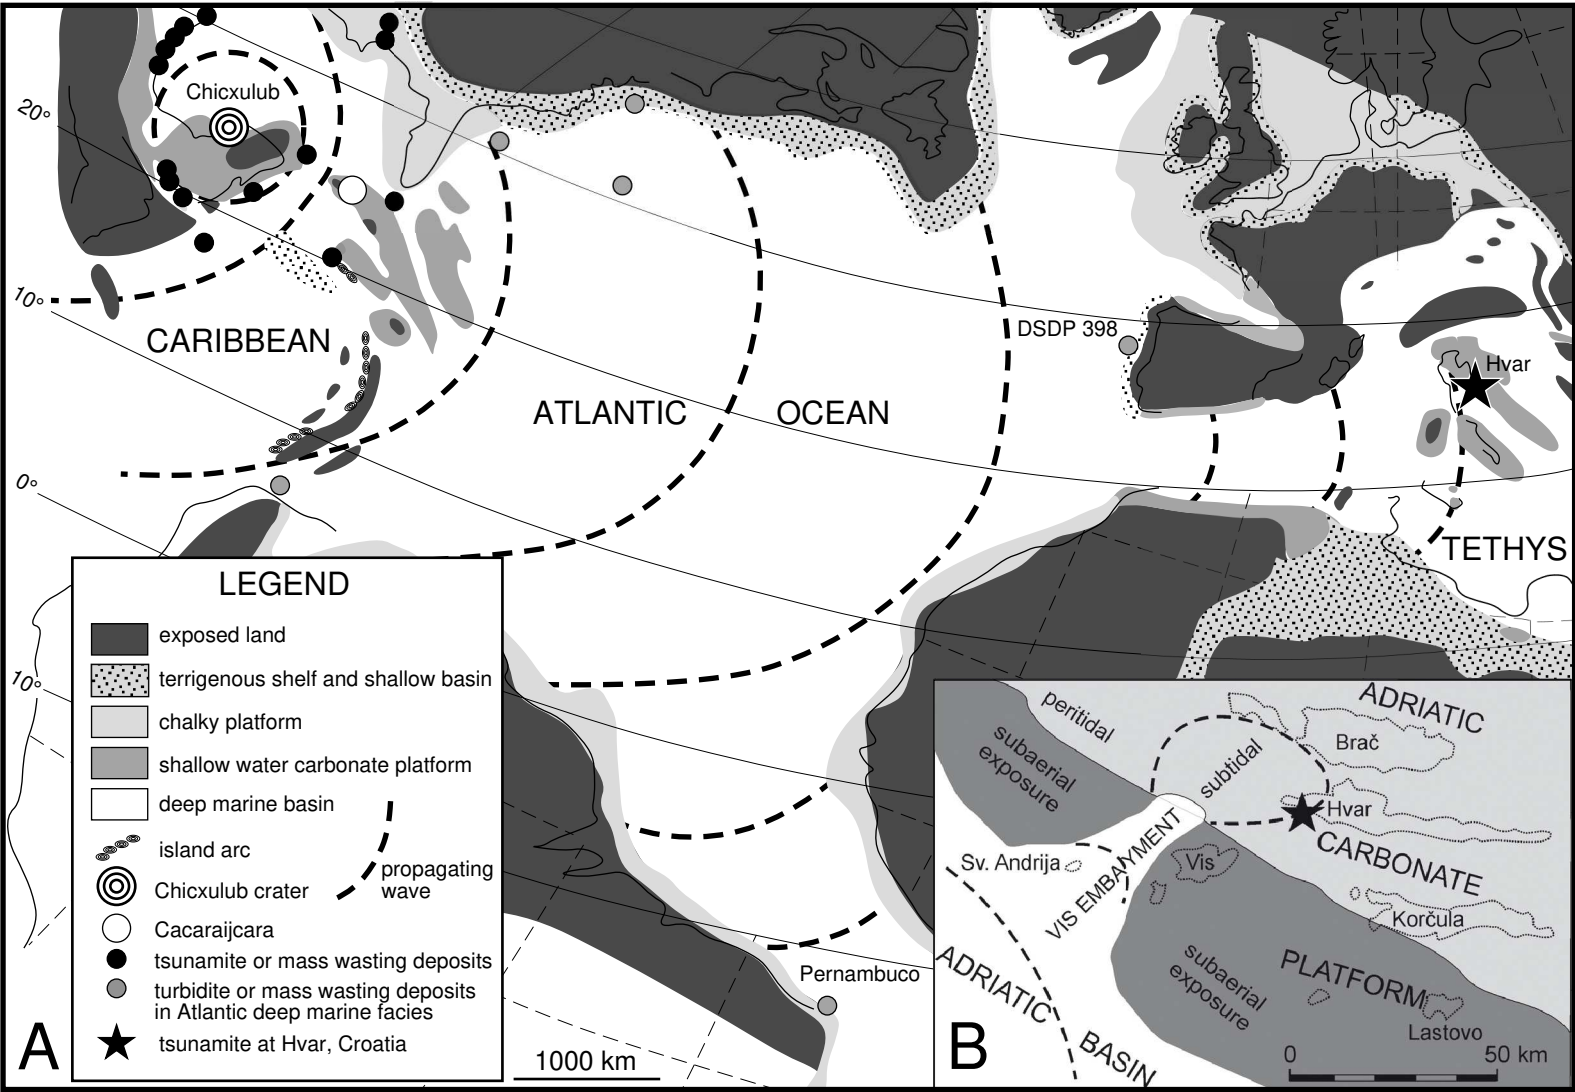 Chicxulub
20°
10°
CARIBBEAN
DSDP 398
Hvar
ATLANTIC OCEAN
0°
TETHYS
10°
Pernambuco
LEGEND
exposed land
terrigenous shelf and shallow basin
chalky platform
shallow water carbonate platform
deep marine basin
island arc
propagating
wave
Chicxulub crater
Cacaraijcara
tsunamite or mass wasting deposits
turbidite or mass wasting deposits
in Atlantic deep marine facies
tsunamite at Hvar, Croatia
A
1000 km
peritidal
ADRIATIC
subaerial
exposure
subtidal
Brač
Hvar
CARBONATE
Sv. Andrija
VIS EMBAYMENT
Vis
Korčula
ADRIATIC
BASIN
subaerial
exposure
PLATFORM
Lastovo
B
0
50 km